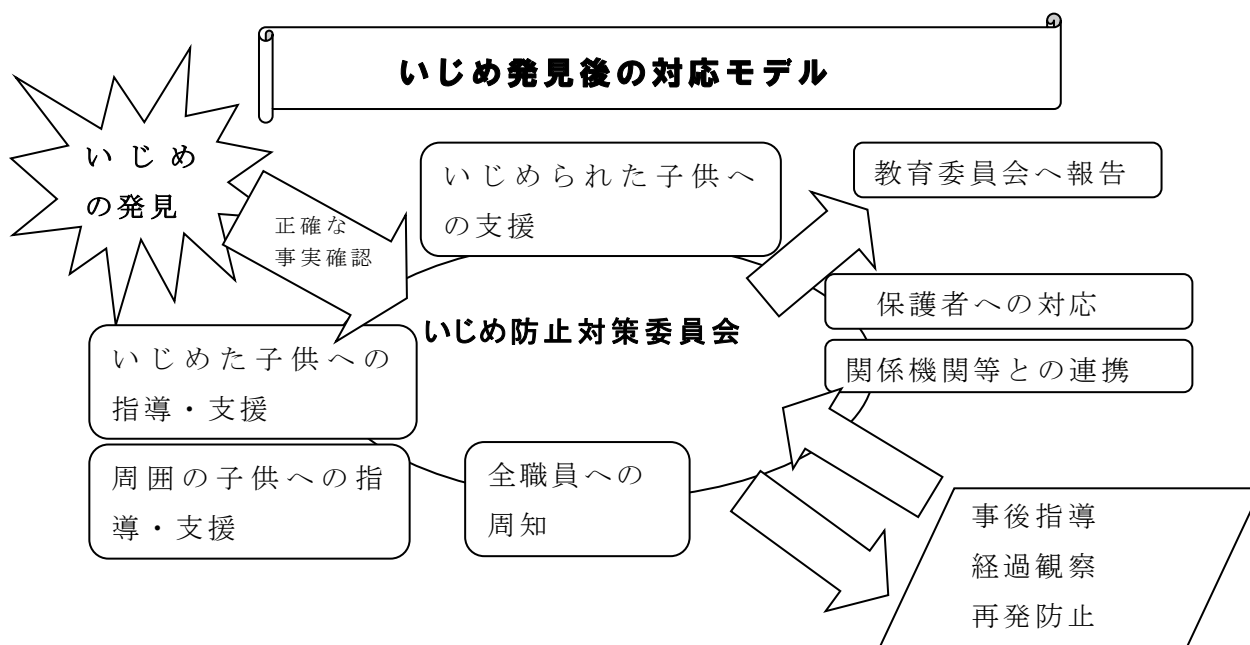 いじめ発見後の対応モデル
いじめ
の発見
正確な
事実確認
いじめられた子供へ
の支援
教育委員会へ報告
保護者への対応
いじめ防止対策委員会
関係機関等との連携
いじめた子供への
指導・支援
周囲の子供への指
導・支援
全職員への
周知
事後指導
経過観察
再発防止